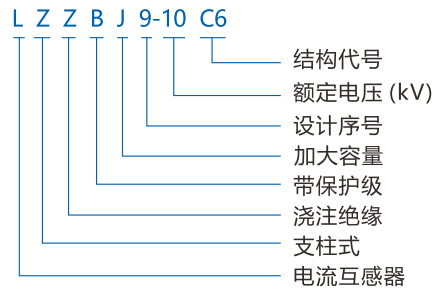 L Z Z B J 9-10 C6
结构代号
额定电压 (kV)
设计序号
加大容量
带保护级
浇注绝缘
支柱式
电流互感器